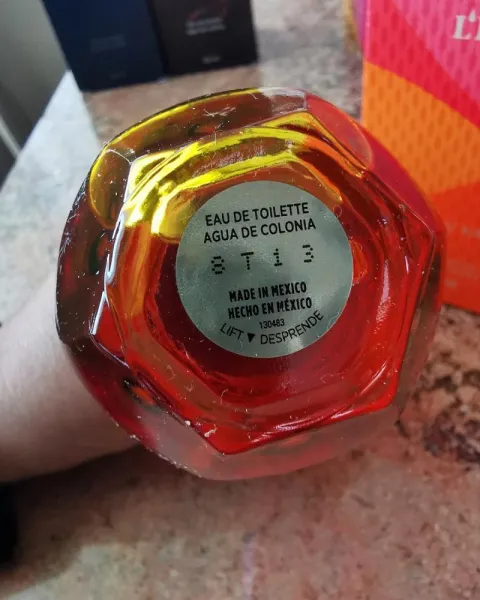 EAU DE TOILETTE
AGUA DE COLONIA
8T13
MADE IN MEXICO
HECHO EN MÉXICO
130483
LIFT ▼ DESPRENDE